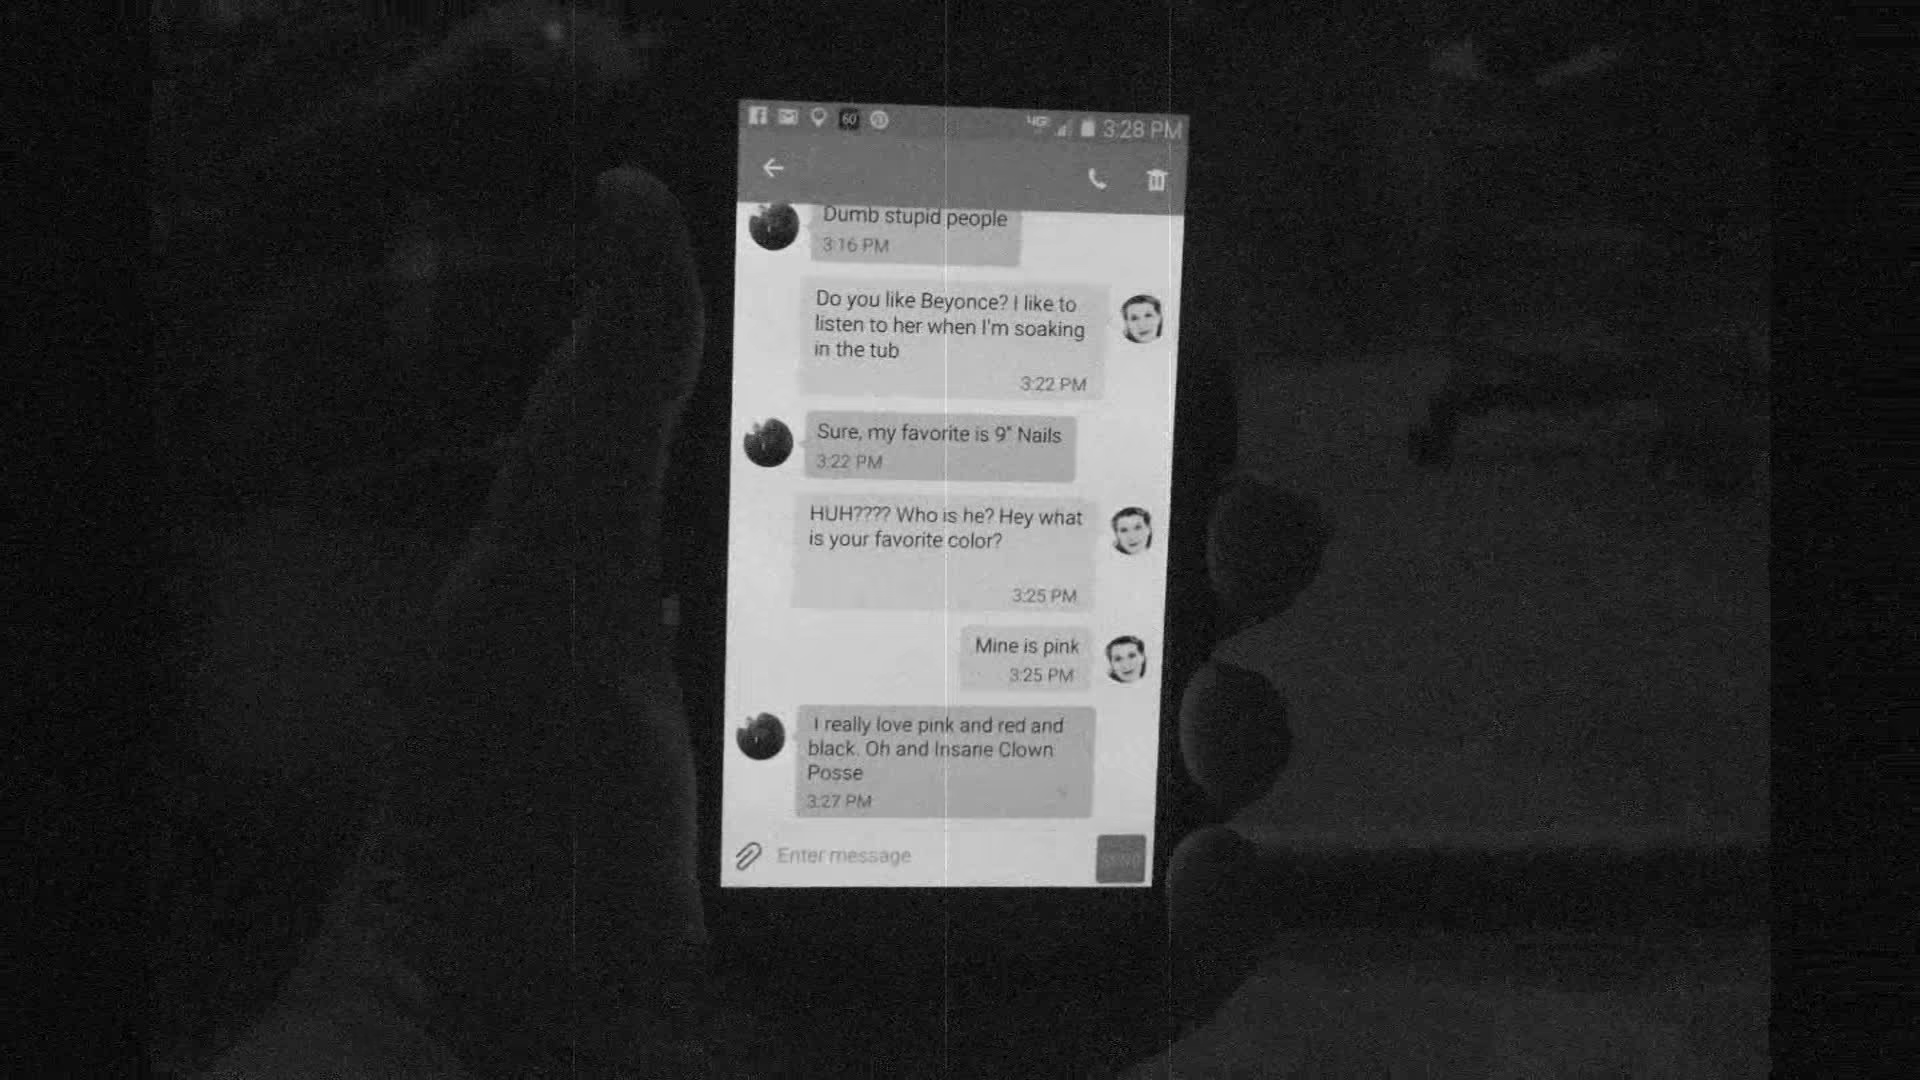 60
4G
3:28 PM
Dumb stupid people
3:16 PM
Do you like Beyonce? I like to
listen to her when I'm soaking
in the tub
3:22 PM
Sure, my favorite is 9" Nails
3:22 PM
HUH???? Who is he? Hey what
is your favorite color?
3:25 PM
Mine is pink
3:25 PM
I really love pink and red and
black. Oh and Insane Clown
Posse
3:27 PM
Enter message
SEND